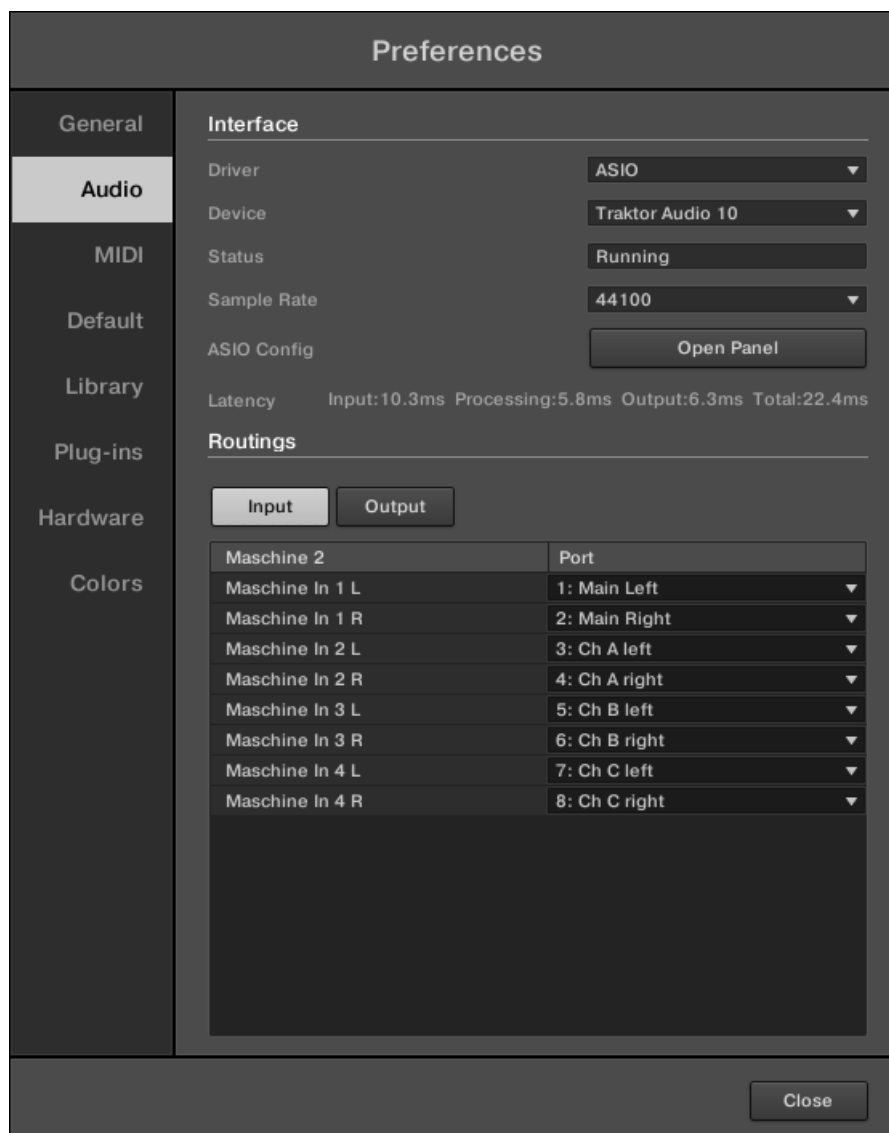 Preferences
General
Audio
MIDI
Default
Library
Plug-ins
Hardware
Colors
Interface
Driver ASIO
Device Traktor Audio 10
Status Running
Sample Rate 44100
ASIO Config Open Panel
Latency Input:10.3ms Processing:5.8ms Output:6.3ms Total:22.4ms
Routings
Input Output
Maschine 2 Port
Maschine In 1 L 1: Main Left
Maschine In 1 R 2: Main Right
Maschine In 2 L 3: Ch A left
Maschine In 2 R 4: Ch A right
Maschine In 3 L 5: Ch B left
Maschine In 3 R 6: Ch B right
Maschine In 4 L 7: Ch C left
Maschine In 4 R 8: Ch C right
Close